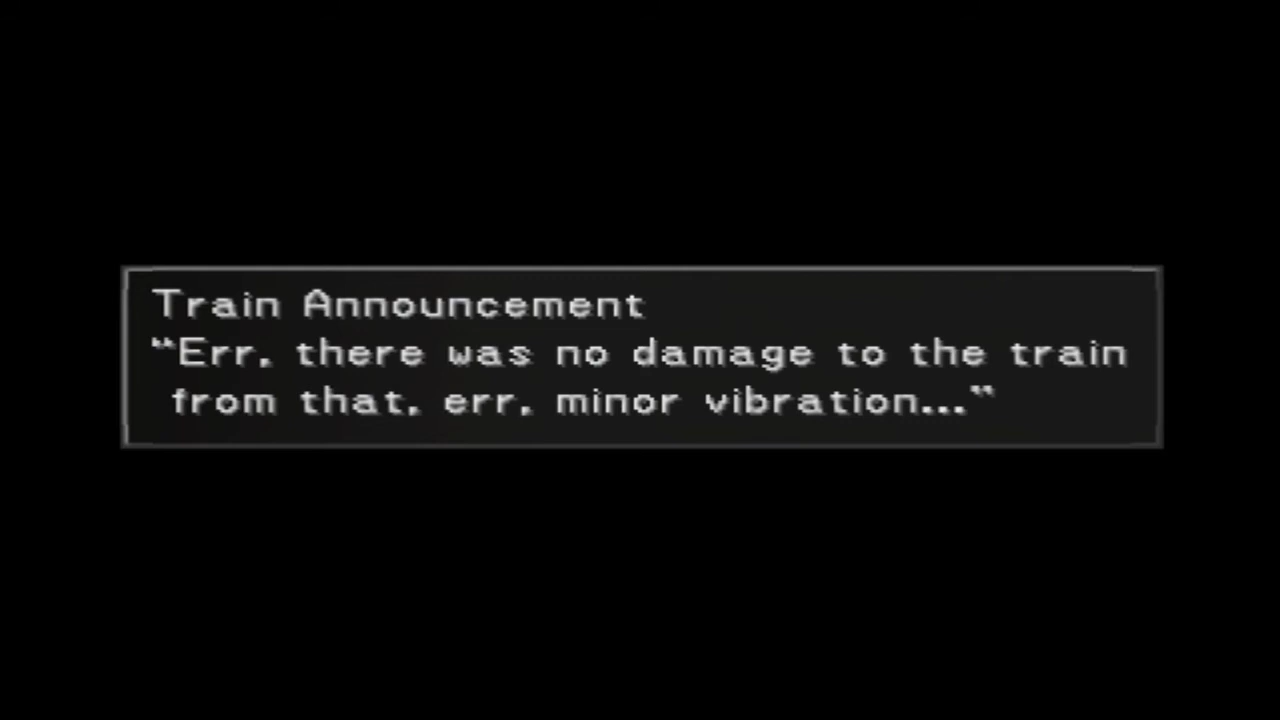 Train Announcement
“Err, there was no damage to the train
from that, err, minor vibration...”